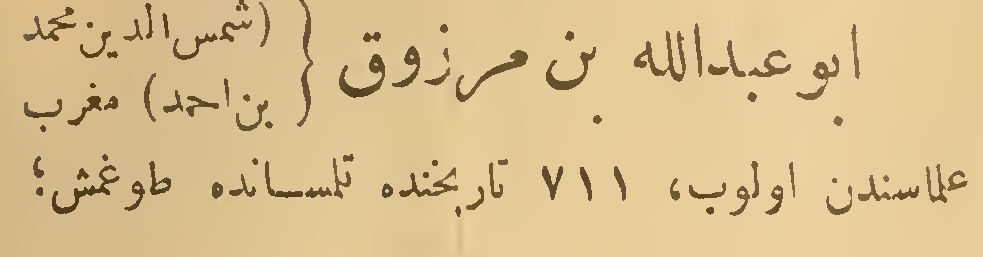 ابو عبدالله بن مرزوق { (شمس الدين محمد
بن احمد) مغرب
علماسندن اولوب، ٧١١ تاريخنده تلمسانده طوغمش؛